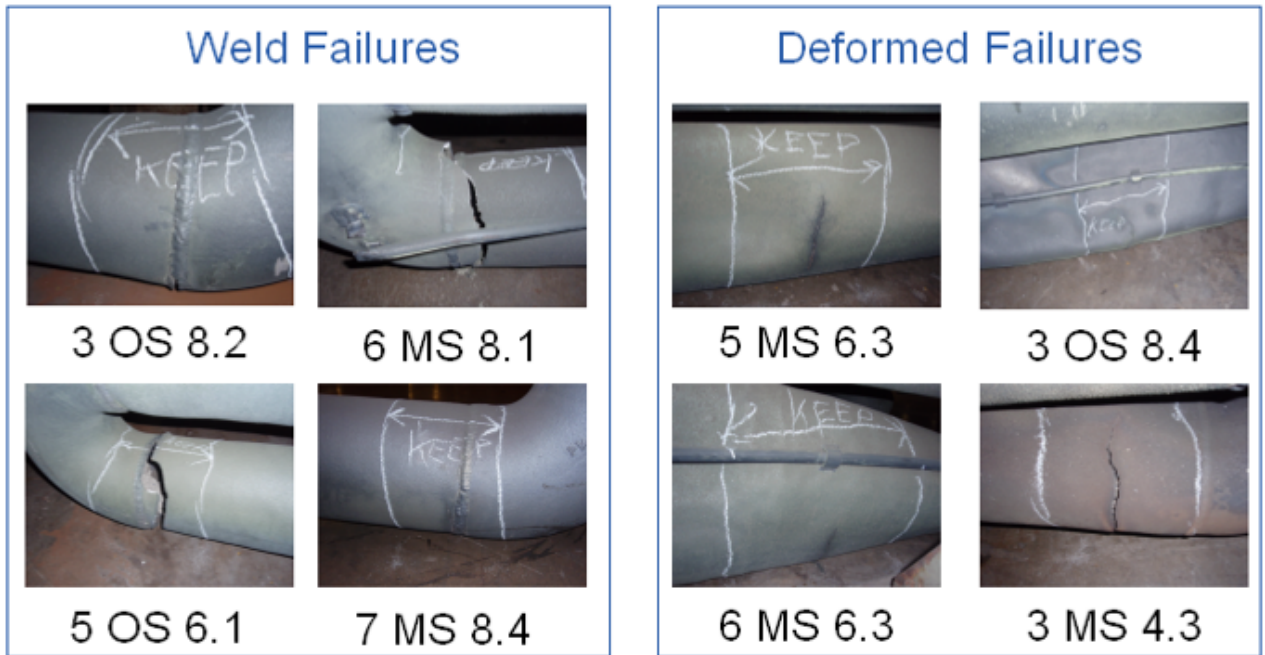 Weld Failures
KEEP
KEEP
3 OS 8.2
6 MS 8.1
KEEP
5 OS 6.1
7 MS 8.4
Deformed Failures
KEEP
KEEP
5 MS 6.3
3 OS 8.4
KEEP
6 MS 6.3
3 MS 4.3